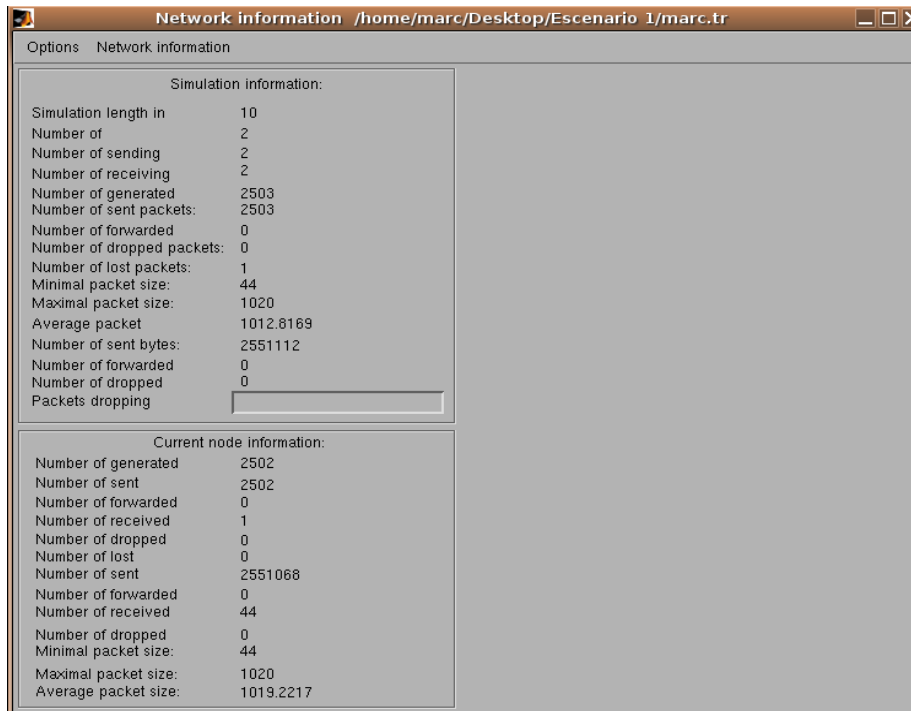 Network information /home/marc/Desktop/Escenario 1/marc.tr
Options Network information
Simulation information:
Simulation length in 10
Number of 2
Number of sending 2
Number of receiving 2
Number of generated 2503
Number of sent packets: 2503
Number of forwarded 0
Number of dropped packets: 0
Number of lost packets: 1
Minimal packet size: 44
Maximal packet size: 1020
Average packet 1012.8169
Number of sent bytes: 2551112
Number of forwarded 0
Number of dropped 0
Packets dropping
Current node information:
Number of generated 2502
Number of sent 2502
Number of forwarded 0
Number of received 1
Number of dropped 0
Number of lost 0
Number of sent 2551068
Number of forwarded 0
Number of received 44
Number of dropped 0
Minimal packet size: 44
Maximal packet size: 1020
Average packet size: 1019.2217